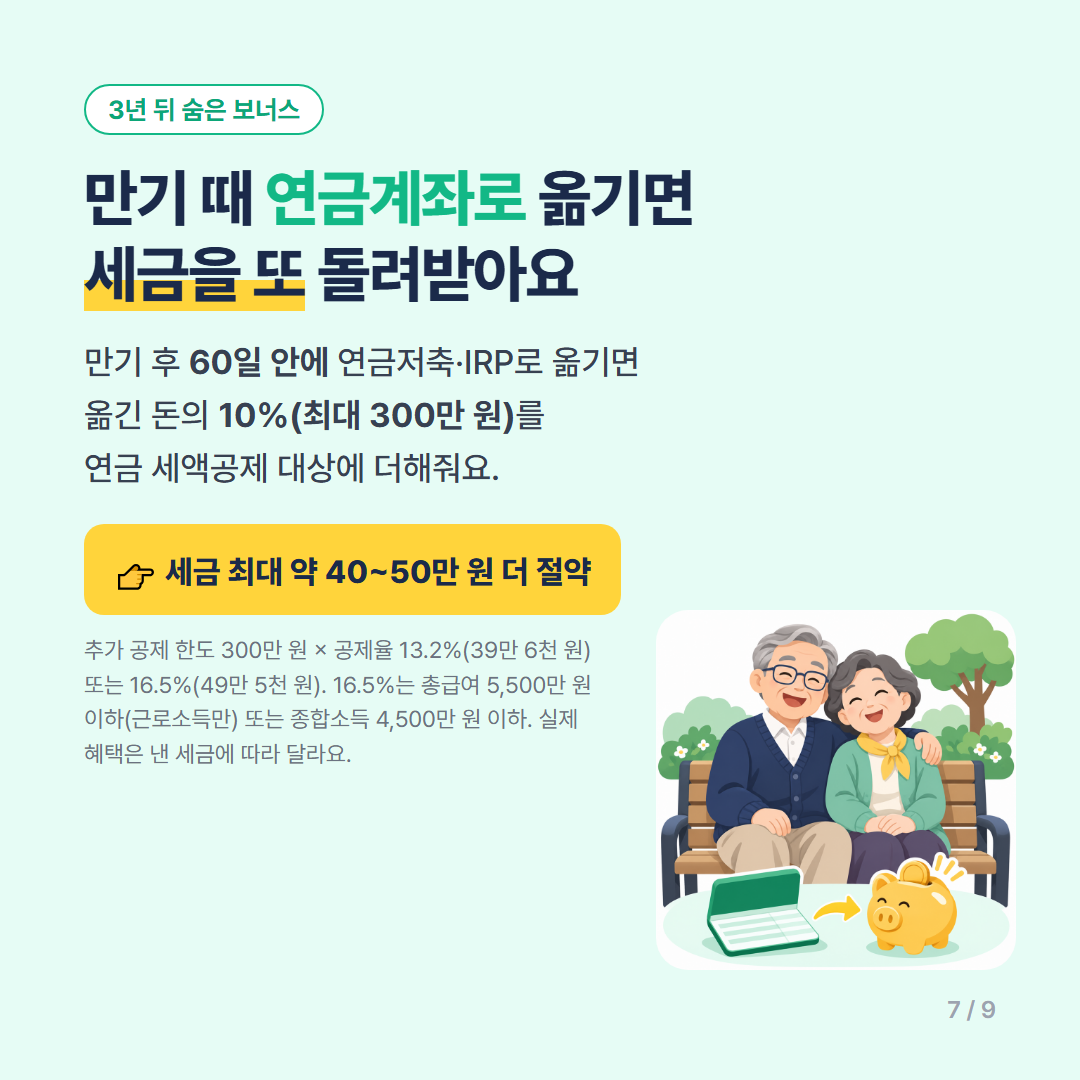 3년 뒤 숨은 보너스
만기 때 연금계좌로 옮기면
세금을 또 돌려받아요
만기 후 60일 안에 연금저축·IRP로 옮기면
옮긴 돈의 10%(최대 300만 원)를
연금 세액공제 대상에 더해줘요.
👉 세금 최대 약 40~50만 원 더 절약
추가 공제 한도 300만 원 × 공제율 13.2%(39만 6천 원)
또는 16.5%(49만 5천 원). 16.5%는 총급여 5,500만 원
이하(근로소득만) 또는 종합소득 4,500만 원 이하. 실제
혜택은 낸 세금에 따라 달라요.
7 / 9